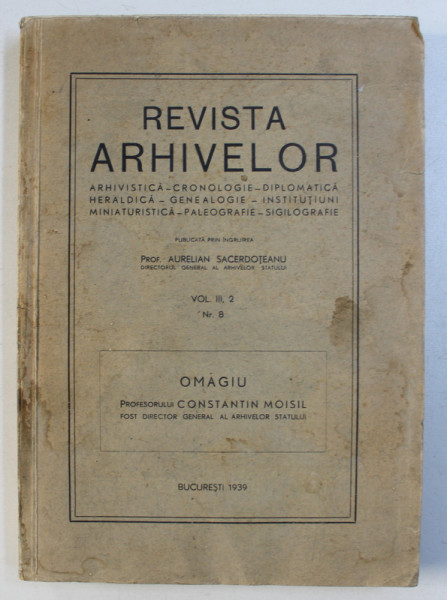 REVISTA
ARHIVELOR
ARHIVISTICĂ – CRONOLOGIE – DIPLOMATICĂ
HERALDICĂ – GENEALOGIE – INSTITUȚIUNI
MINIATURISTICĂ – PALEOGRAFIE – SIGILOGRAFIE
PUBLICATĂ PRIN ÎNGRIJIREA
PROF. AURELIAN SACERDOȚEANU
DIRECTORUL GENERAL AL ARHIVELOR STATULUI
VOL. III, 2
Nr. 8
OMAGIU
PROFESORULUI CONSTANTIN MOISIL
FOST DIRECTOR GENERAL AL ARHIVELOR STATULUI
BUCUREȘTI 1939